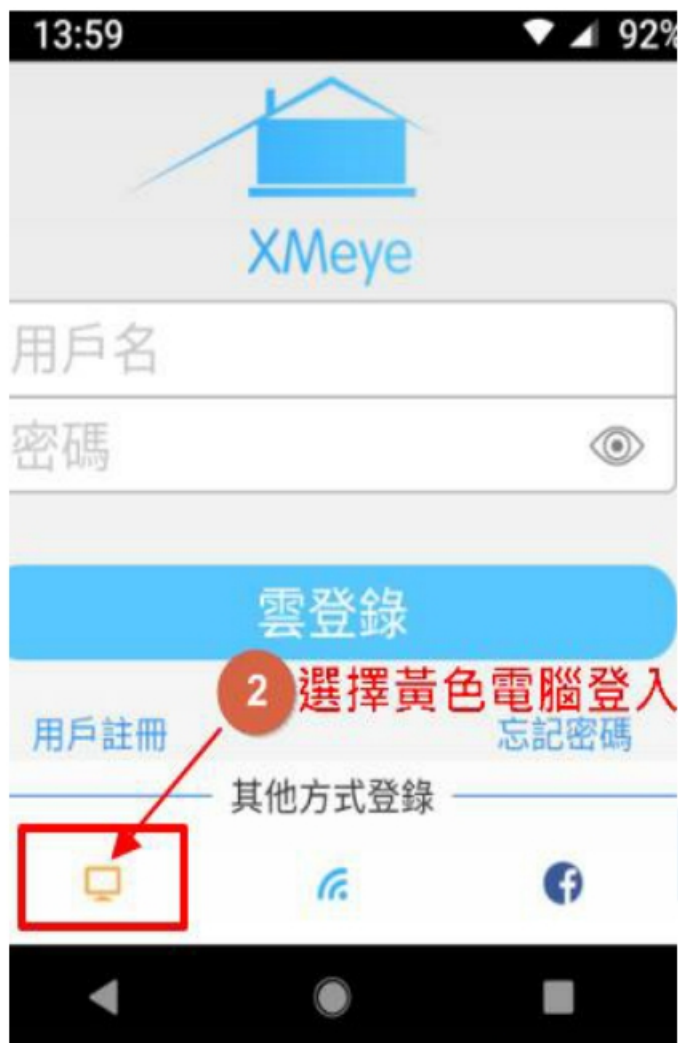 13:59 92%
XMeye
用戶名
密碼
雲登錄
2 選擇黃色電腦登入
用戶註冊 忘記密碼
其他方式登錄